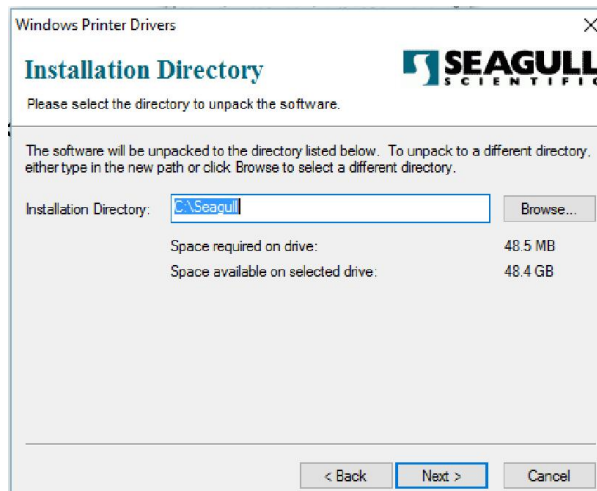 Windows Printer Drivers
Installation Directory
SEAGULL
SCIENTIFIC
Please select the directory to unpack the software.
The software will be unpacked to the directory listed below. To unpack to a different directory,
either type in the new path or click Browse to select a different directory.
Installation Directory: C:\Seagull Browse...
Space required on drive: 48.5 MB
Space available on selected drive: 48.4 GB
< Back Next > Cancel